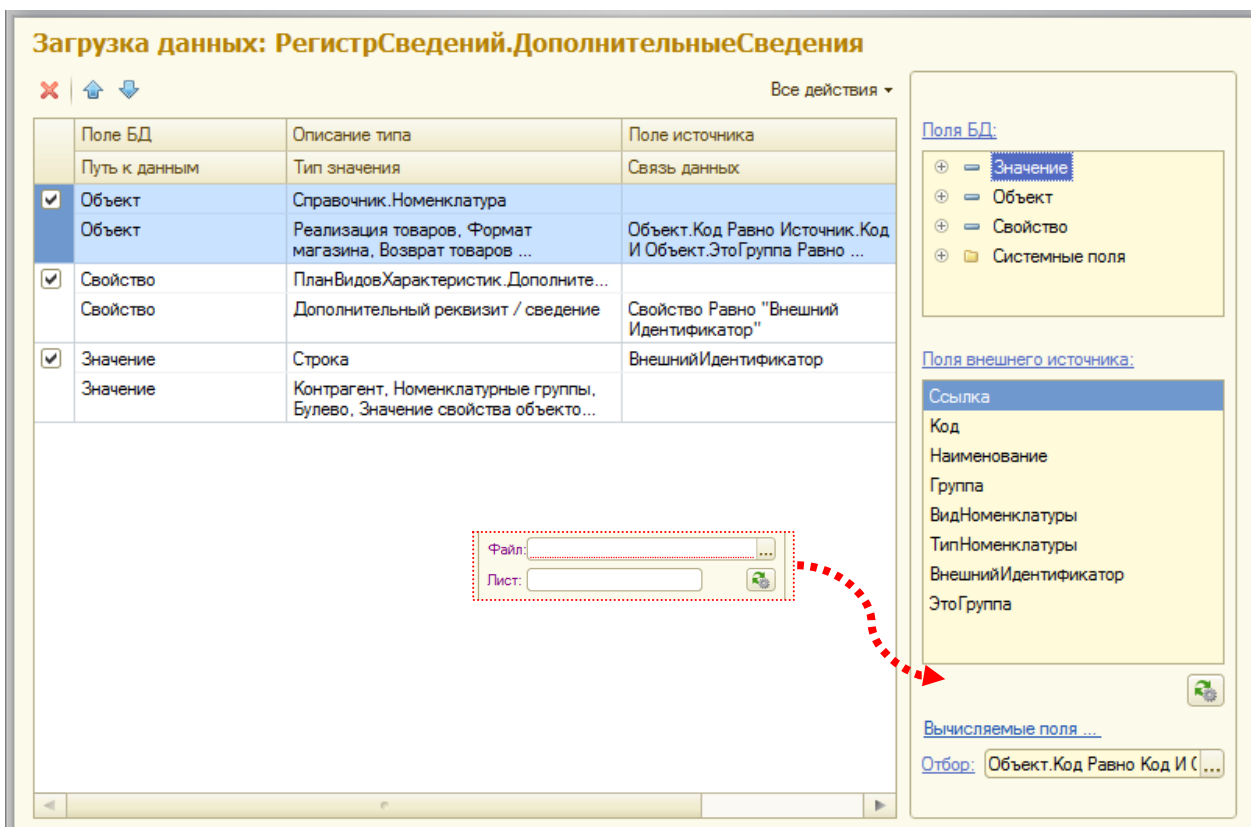 Загрузка данных: РегистрСведений.ДополнительныеСведения
Все действия
Поле БД Описание типа Поле источника
Путь к данным Тип значения Связь данных
Объект Справочник.Номенклатура
Объект Реализация товаров, Формат Объект.Код Равно Источник.Код
магазина, Возврат товаров ... И Объект.ЭтоГруппа Равно ...
Свойство ПланВидовХарактеристик.Дополните...
Свойство Дополнительный реквизит / сведение Свойство Равно "Внешний
Идентификатор"
Значение Строка ВнешнийИдентификатор
Значение Контрагент, Номенклатурные группы,
Булево, Значение свойства объекто...
Файл: ...
Лист:
Поля БД:
Значение
Объект
Свойство
Системные поля
Поля внешнего источника:
Ссылка
Код
Наименование
Группа
ВидНоменклатуры
ТипНоменклатуры
ВнешнийИдентификатор
ЭтоГруппа
Вычисляемые поля ...
Отбор: Объект.Код Равно Код И ( ...